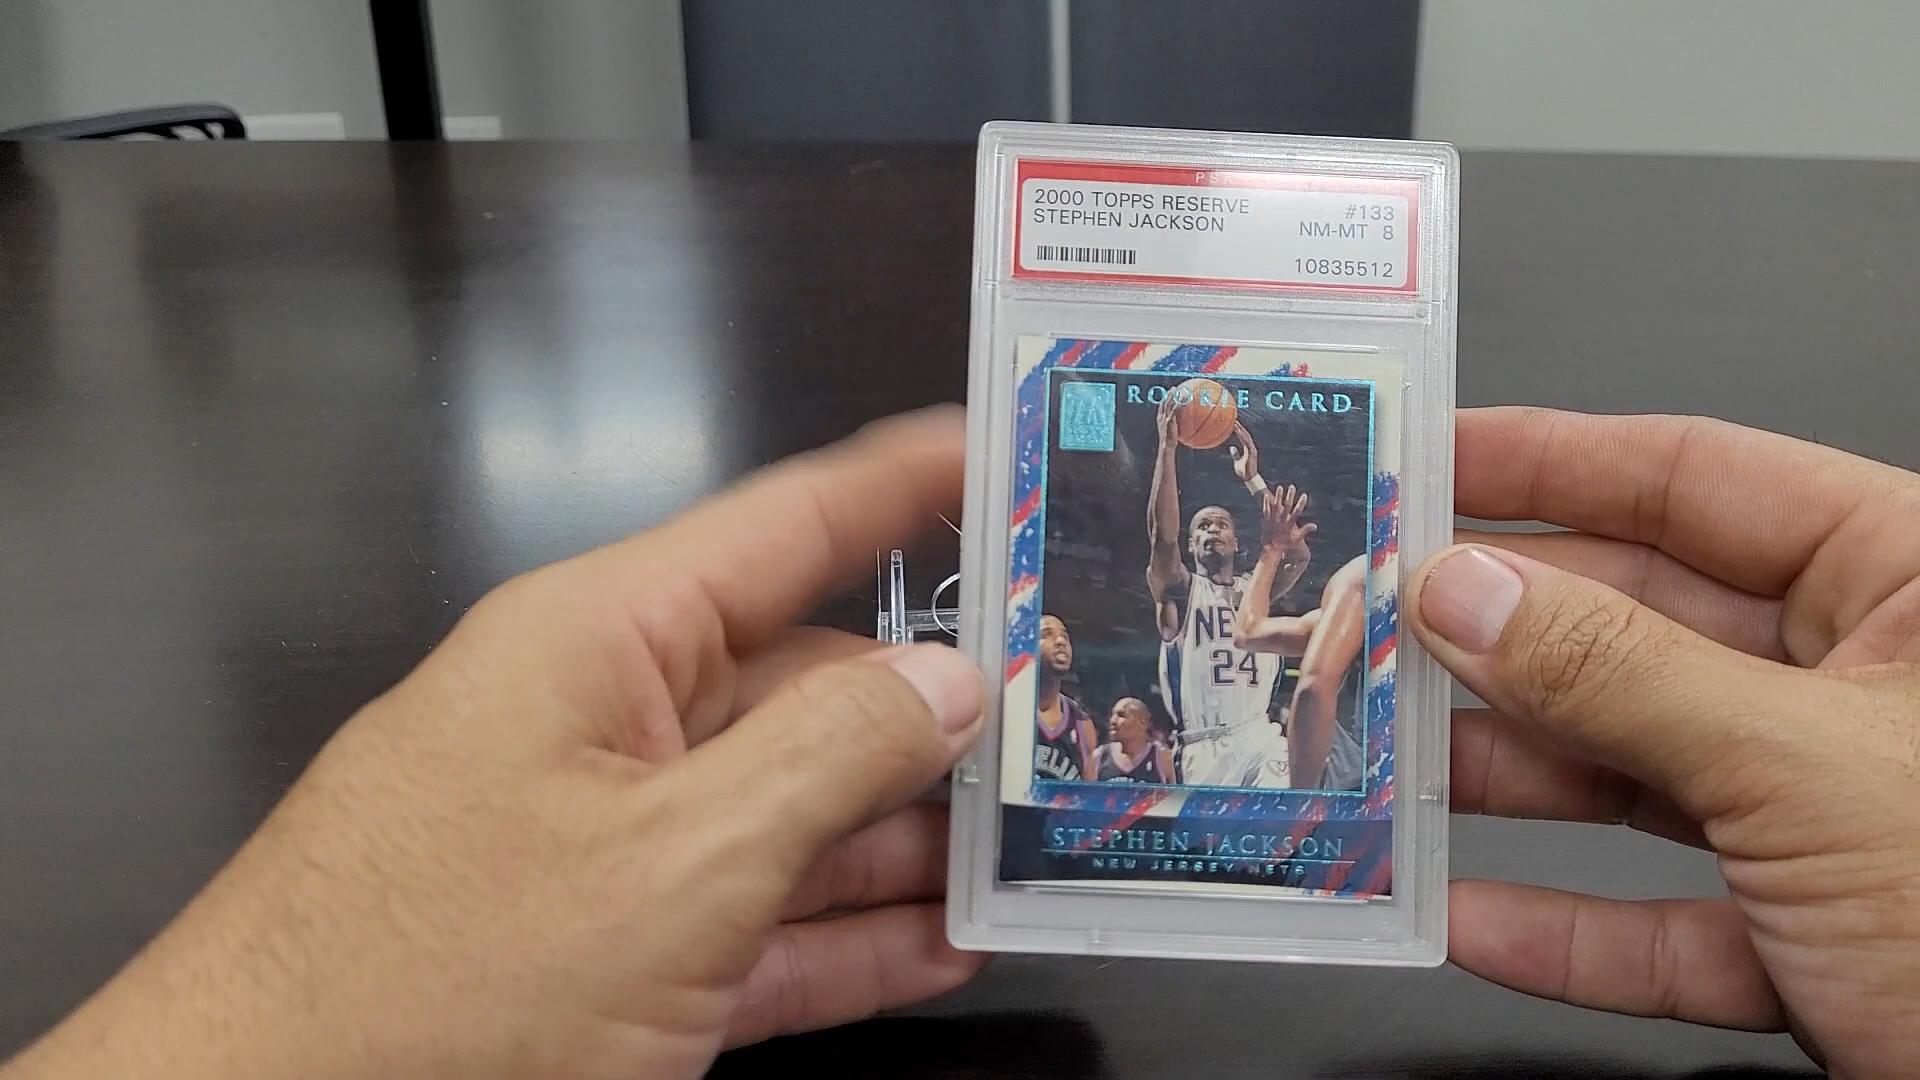 PSA
2000 TOPPS RESERVE #133
STEPHEN JACKSON NM-MT 8
10835512
ROOKIE CARD
NE
24
STEPHEN JACKSON
NEW JERSEY NETS